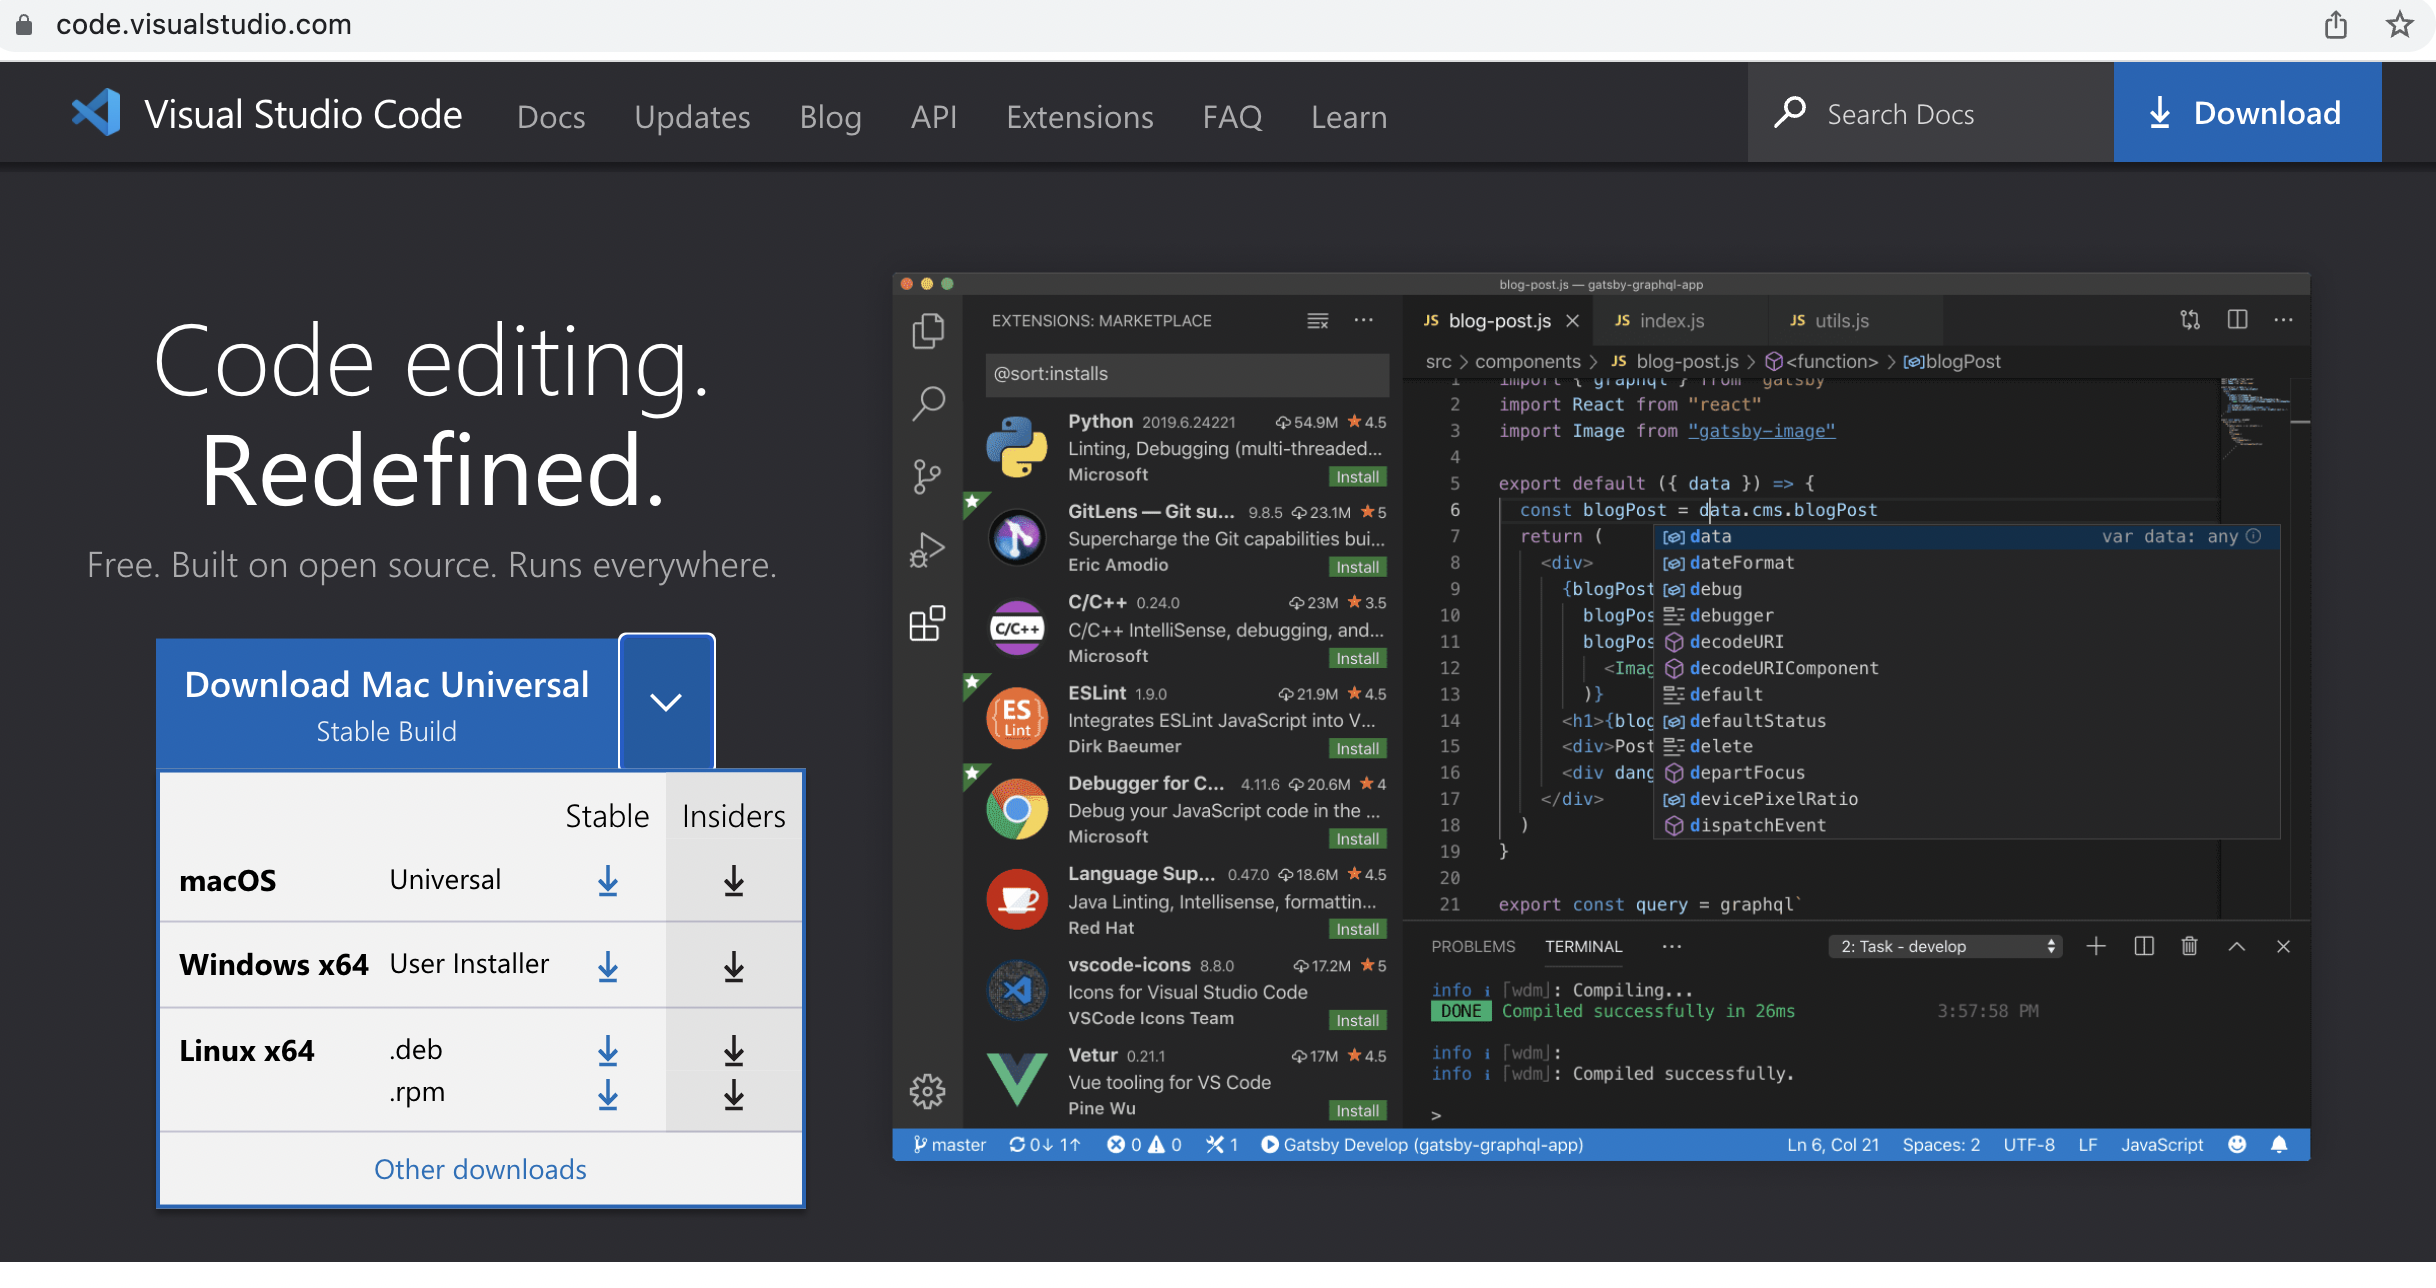 code.visualstudio.com
Visual Studio Code Docs Updates Blog API Extensions FAQ Learn Search Docs Download
Code editing.
Redefined.
Free. Built on open source. Runs everywhere.
Download Mac Universal
Stable Build
Stable Insiders
macOS Universal
Windows x64 User Installer
Linux x64 .deb
.rpm
Other downloads
blog-post.js — gatsby-graphql-app
EXTENSIONS: MARKETPLACE
@sort:installs
Python 2019.6.24221 54.9M 4.5
Linting, Debugging (multi-threaded...
Microsoft Install
GitLens — Git su... 9.8.5 23.1M 5
Supercharge the Git capabilities bui...
Eric Amodio Install
C/C++
C/C++ 0.24.0 23M 3.5
C/C++ IntelliSense, debugging, and...
Microsoft Install
ES
Lint
ESLint 1.9.0 21.9M 4.5
Integrates ESLint JavaScript into V...
Dirk Baeumer Install
Debugger for C... 4.11.6 20.6M 4
Debug your JavaScript code in the ...
Microsoft Install
Language Sup... 0.47.0 18.6M 4.5
Java Linting, Intellisense, formattin...
Red Hat Install
vscode-icons 8.8.0 17.2M 5
Icons for Visual Studio Code
VSCode Icons Team Install
Vetur 0.21.1 17M 4.5
Vue tooling for VS Code
Pine Wu Install
JS blog-post.js JS index.js JS utils.js
src > components > JS blog-post.js > <function> > blogPost
1 import { graphql } from "gatsby"
2 import React from "react"
3 import Image from "gatsby-image"
4
5 export default ({ data }) => {
6 const blogPost = data.cms.blogPost
7 return (
8 <div>
9 {blogPost
10 blogPos
11 blogPos
12 <Imag
13 )}
14 <h1>{blog
15 <div>Post
16 <div dang
17 </div>
18 )
19 }
20
21 export const query = graphql`
data var data: any
dateFormat
debug
debugger
decodeURI
decodeURIComponent
default
defaultStatus
delete
departFocus
devicePixelRatio
dispatchEvent
PROBLEMS TERMINAL ... 2: Task - develop
info i ｢wdm｣: Compiling...
DONE Compiled successfully in 26ms 3:57:58 PM
info i ｢wdm｣:
info i ｢wdm｣: Compiled successfully.
>
master 0↓ 1↑ 0 0 1 Gatsby Develop (gatsby-graphql-app) Ln 6, Col 21 Spaces: 2 UTF-8 LF JavaScript